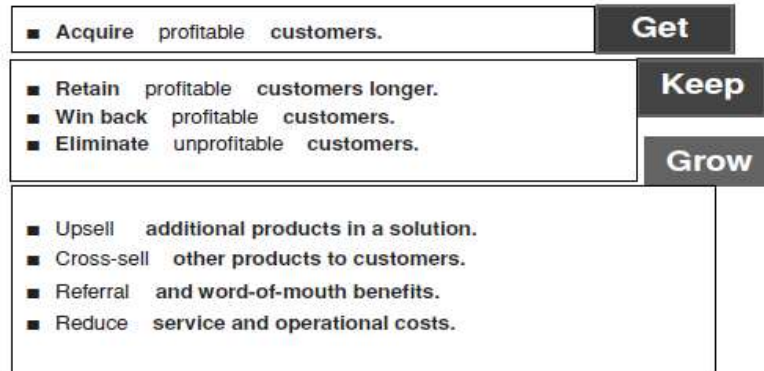 ■ Acquire profitable customers.
Get
■ Retain profitable customers longer.
■ Win back profitable customers.
■ Eliminate unprofitable customers.
Keep
Grow
■ Upsell additional products in a solution.
■ Cross-sell other products to customers.
■ Referral and word-of-mouth benefits.
■ Reduce service and operational costs.